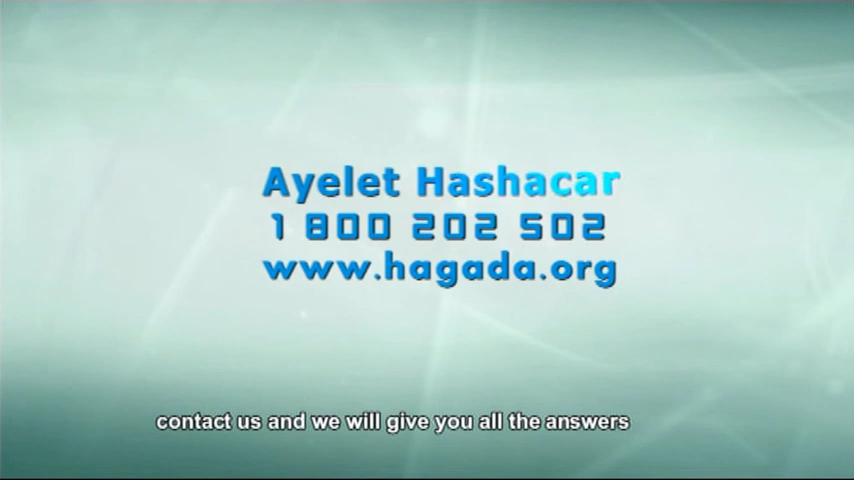 Ayelet Hashacar
1 800 202 502
www.hagada.org
contact us and we will give you all the answers